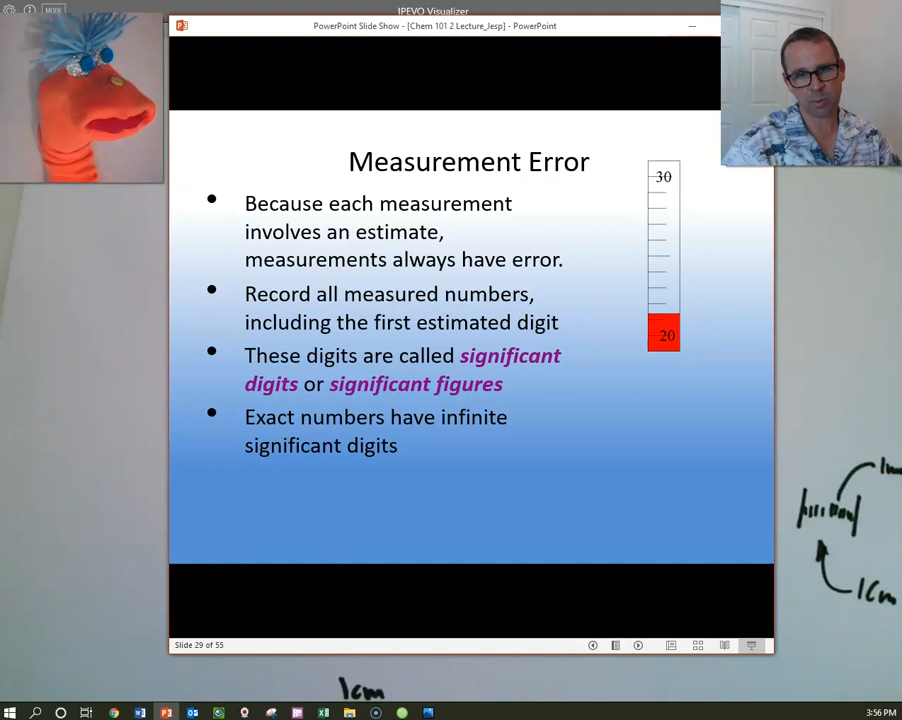 MODE
IPEVO Visualizer
PowerPoint Slide Show - [Chem 101 2 Lecture_Jesp] - PowerPoint
Measurement Error
• Because each measurement
involves an estimate,
measurements always have error.
• Record all measured numbers,
including the first estimated digit
• These digits are called significant
digits or significant figures
• Exact numbers have infinite
significant digits
30
20
1cm
Slide 29 of 55
1cm
3:56 PM